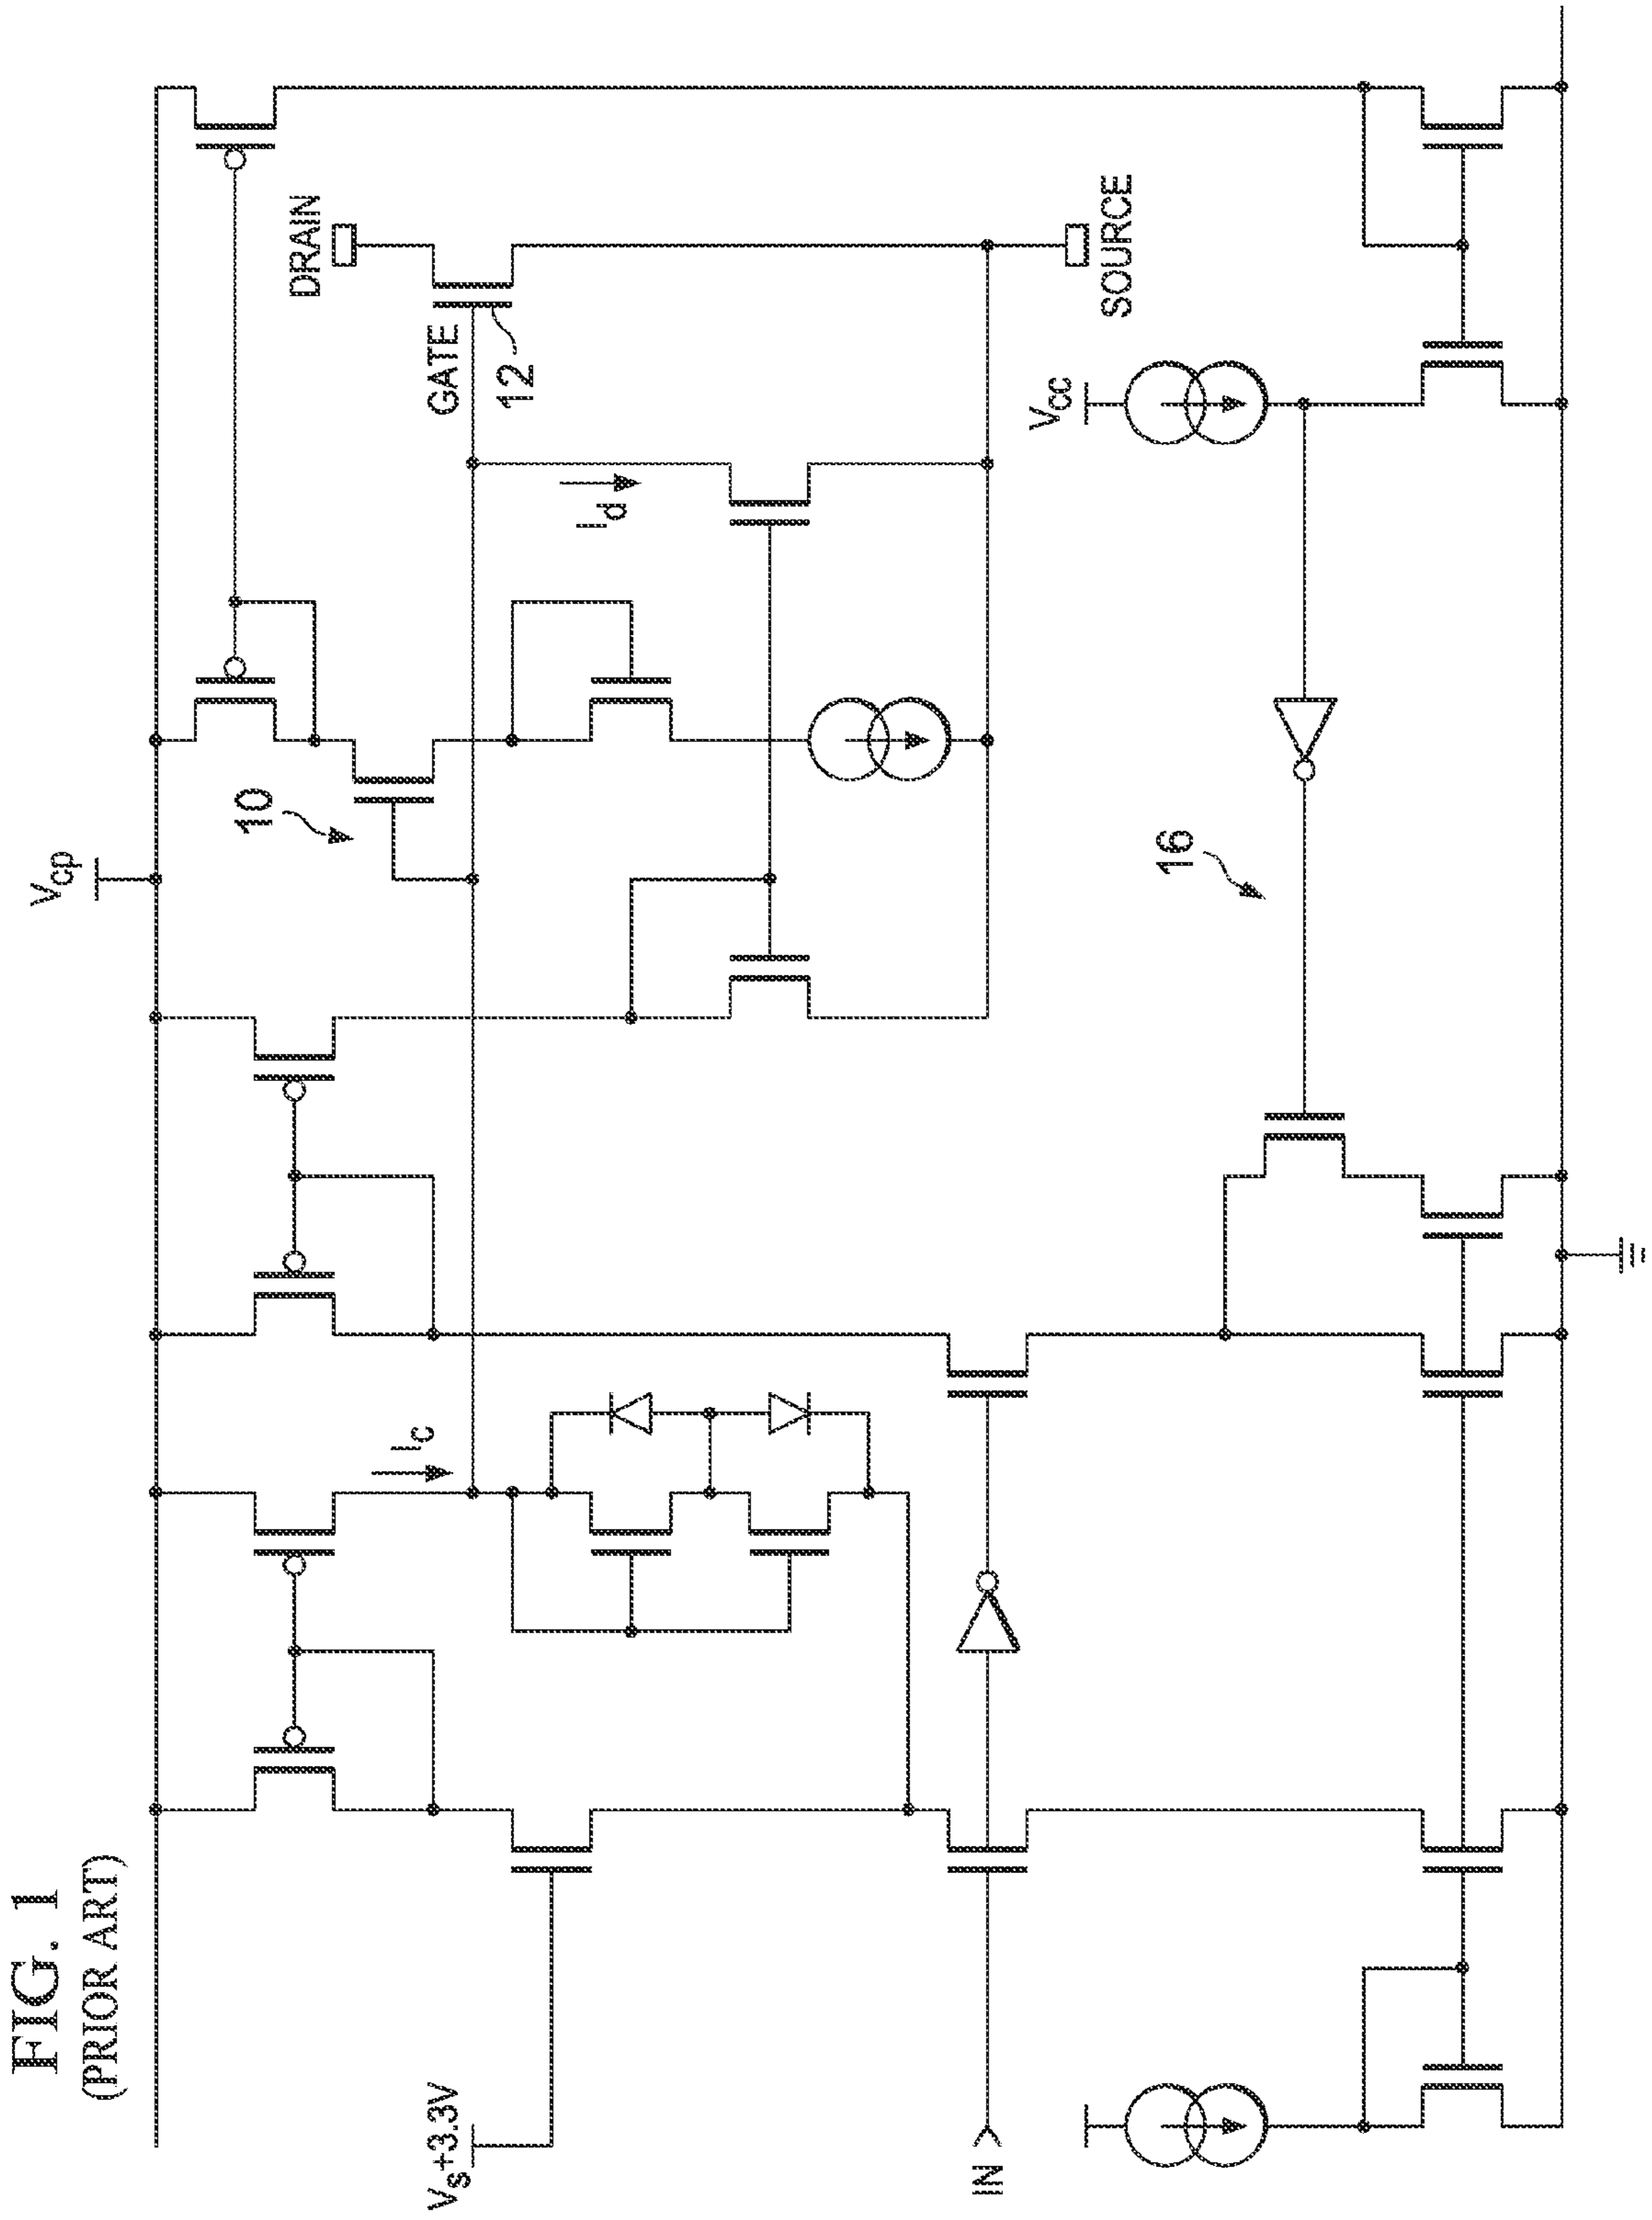 FIG. 1
(PRIOR ART)
Vcp
10
DRAIN
GATE
12
Id
Ic
Vs+3.3V
IN
SOURCE
Vcc
16